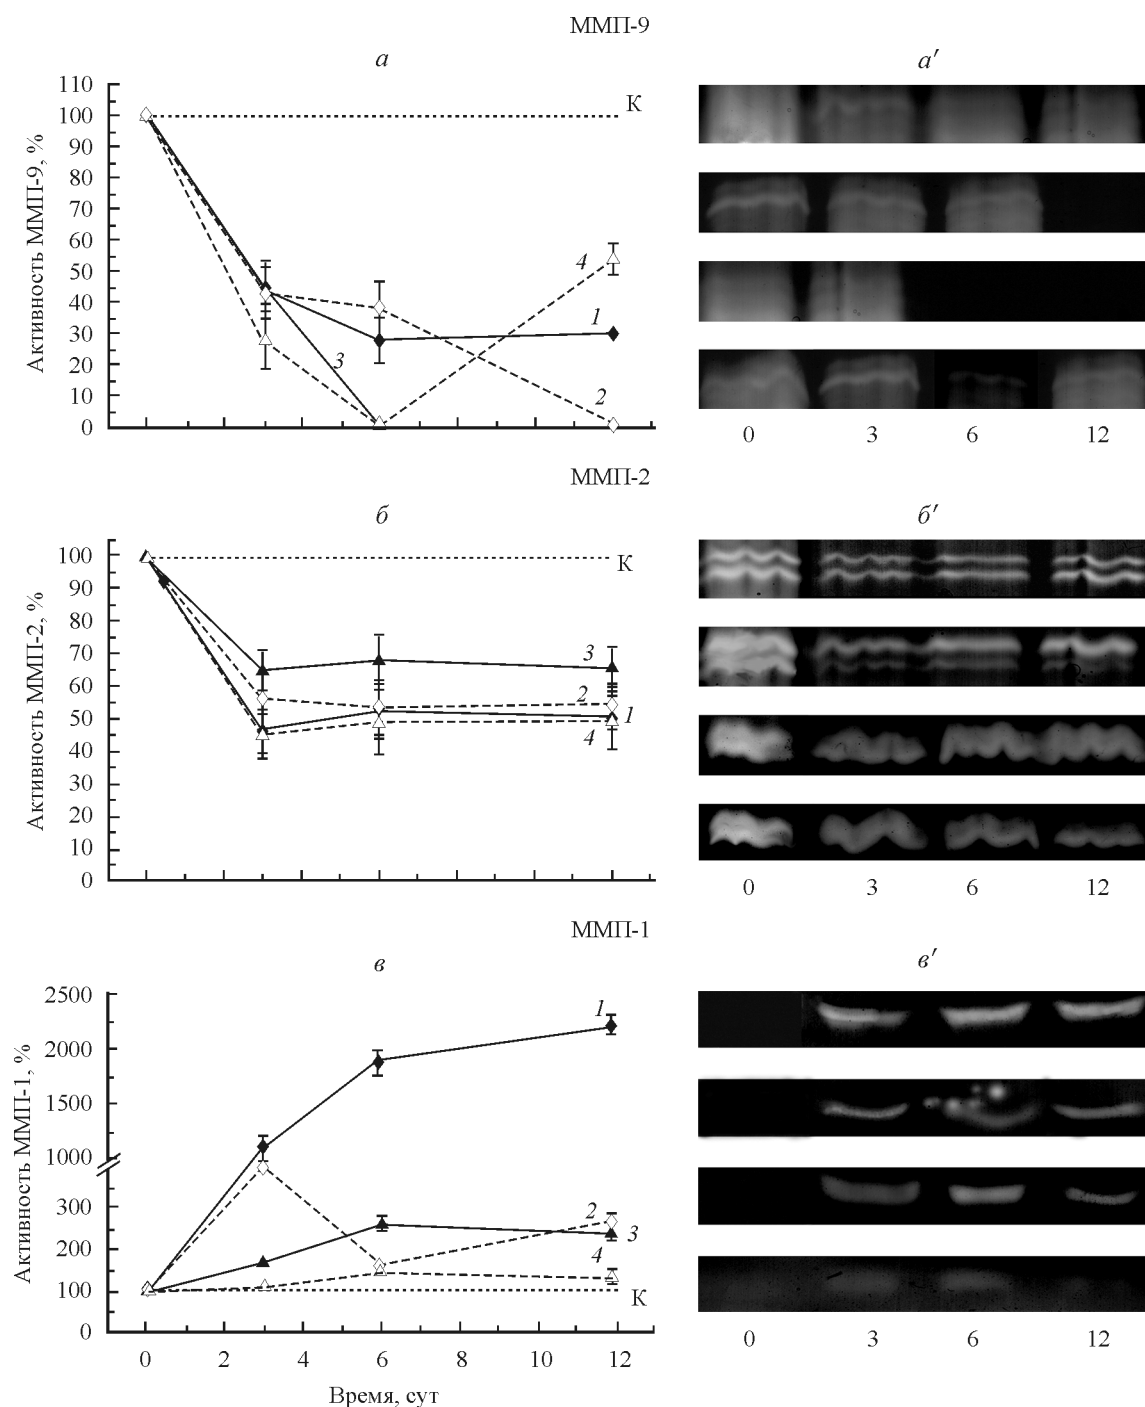 ММП-9
а
а′
110
100
90
80
70
60
50
40
30
20
10
0
Активность ММП-9, %
К
4
1
3
2
0 3 6 12
ММП-2
б
б′
100
90
80
70
60
50
40
30
20
10
0
Активность ММП-2, %
К
3
2
1
4
0 3 6 12
ММП-1
в
в′
2500
2000
1500
1000
300
200
150
100
0
Активность ММП-1, %
1
2
3
4
К
0 2 4 6 8 10 12
Время, сут
0 3 6 12